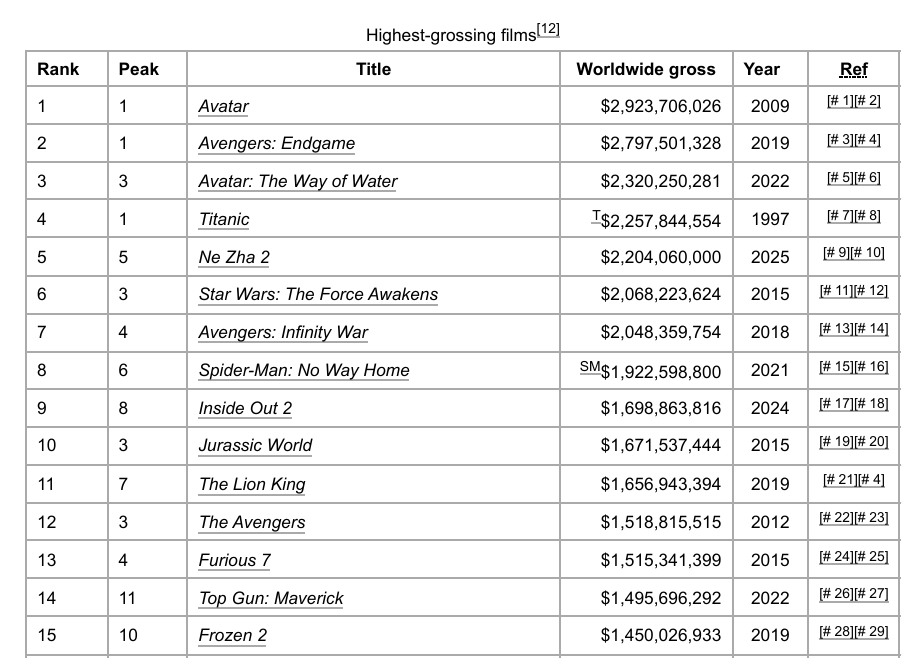 Highest-grossing films[12]
Rank Peak Title Worldwide gross Year Ref
1 1 Avatar $2,923,706,026 2009 [# 1][# 2]
2 1 Avengers: Endgame $2,797,501,328 2019 [# 3][# 4]
3 3 Avatar: The Way of Water $2,320,250,281 2022 [# 5][# 6]
4 1 Titanic T$2,257,844,554 1997 [# 7][# 8]
5 5 Ne Zha 2 $2,204,060,000 2025 [# 9][# 10]
6 3 Star Wars: The Force Awakens $2,068,223,624 2015 [# 11][# 12]
7 4 Avengers: Infinity War $2,048,359,754 2018 [# 13][# 14]
8 6 Spider-Man: No Way Home SM$1,922,598,800 2021 [# 15][# 16]
9 8 Inside Out 2 $1,698,863,816 2024 [# 17][# 18]
10 3 Jurassic World $1,671,537,444 2015 [# 19][# 20]
11 7 The Lion King $1,656,943,394 2019 [# 21][# 4]
12 3 The Avengers $1,518,815,515 2012 [# 22][# 23]
13 4 Furious 7 $1,515,341,399 2015 [# 24][# 25]
14 11 Top Gun: Maverick $1,495,696,292 2022 [# 26][# 27]
15 10 Frozen 2 $1,450,026,933 2019 [# 28][# 29]